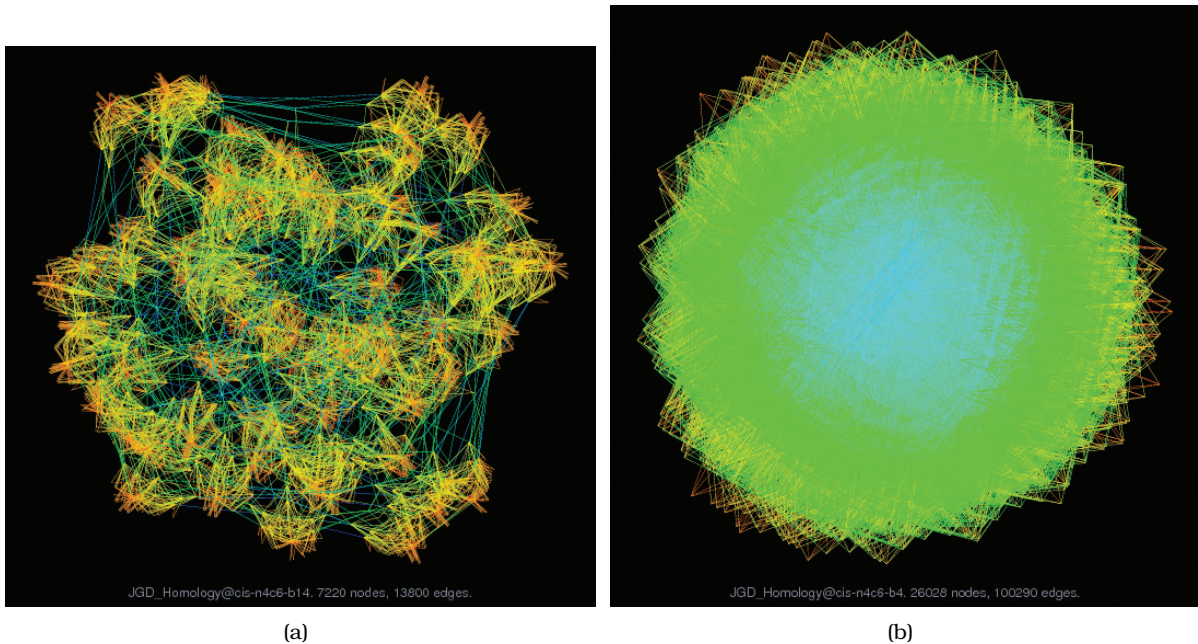 JGD_Homology@cis-n4c6-b14. 7220 nodes, 13800 edges.
JGD_Homology@cis-n4c6-b4. 26028 nodes, 100290 edges.
(a)
(b)